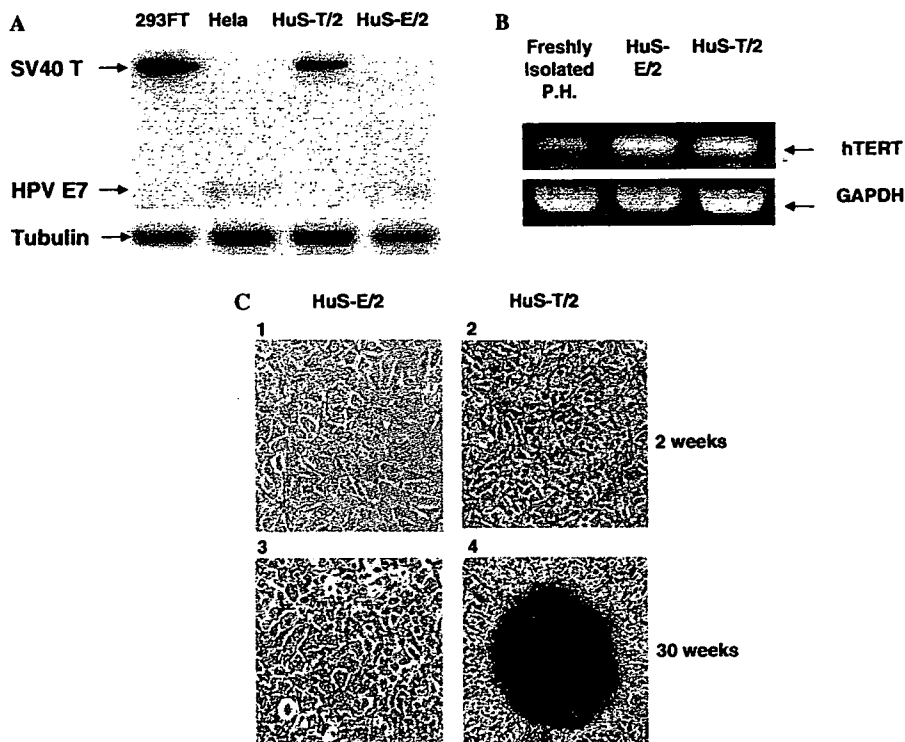 A
293FT Hela HuS-T/2 HuS-E/2
SV40 T
HPV E7
Tubulin
B
Freshly
Isolated
P.H.
HuS-
E/2
HuS-T/2
hTERT
GAPDH
C
HuS-E/2 HuS-T/2
1 2
2 weeks
3 4
30 weeks